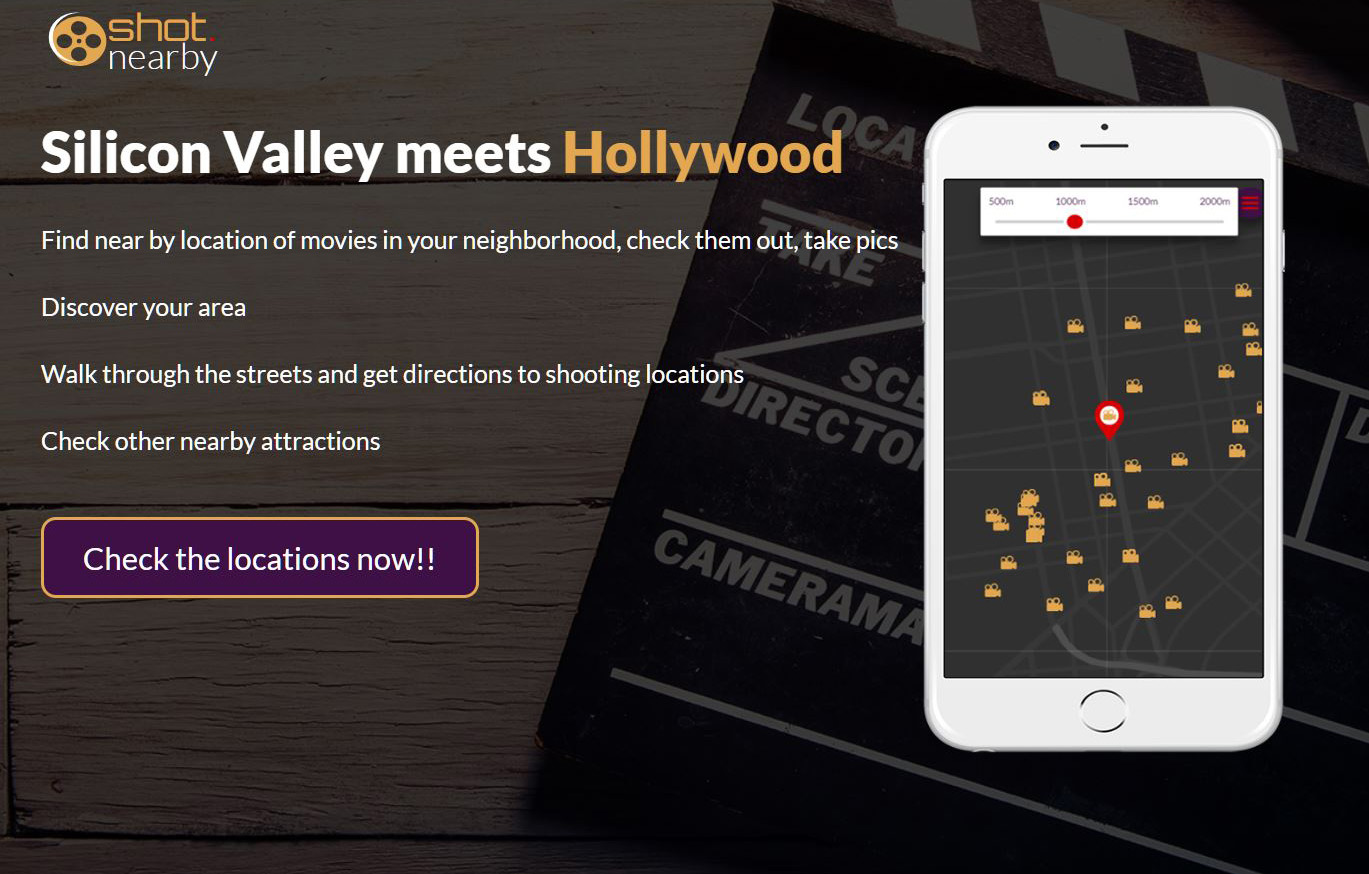 shot.
nearby
Silicon Valley meets Hollywood
Find near by location of movies in your neighborhood, check them out, take pics
Discover your area
Walk through the streets and get directions to shooting locations
Check other nearby attractions
Check the locations now!!
500m 1000m 1500m 2000m
TAKE